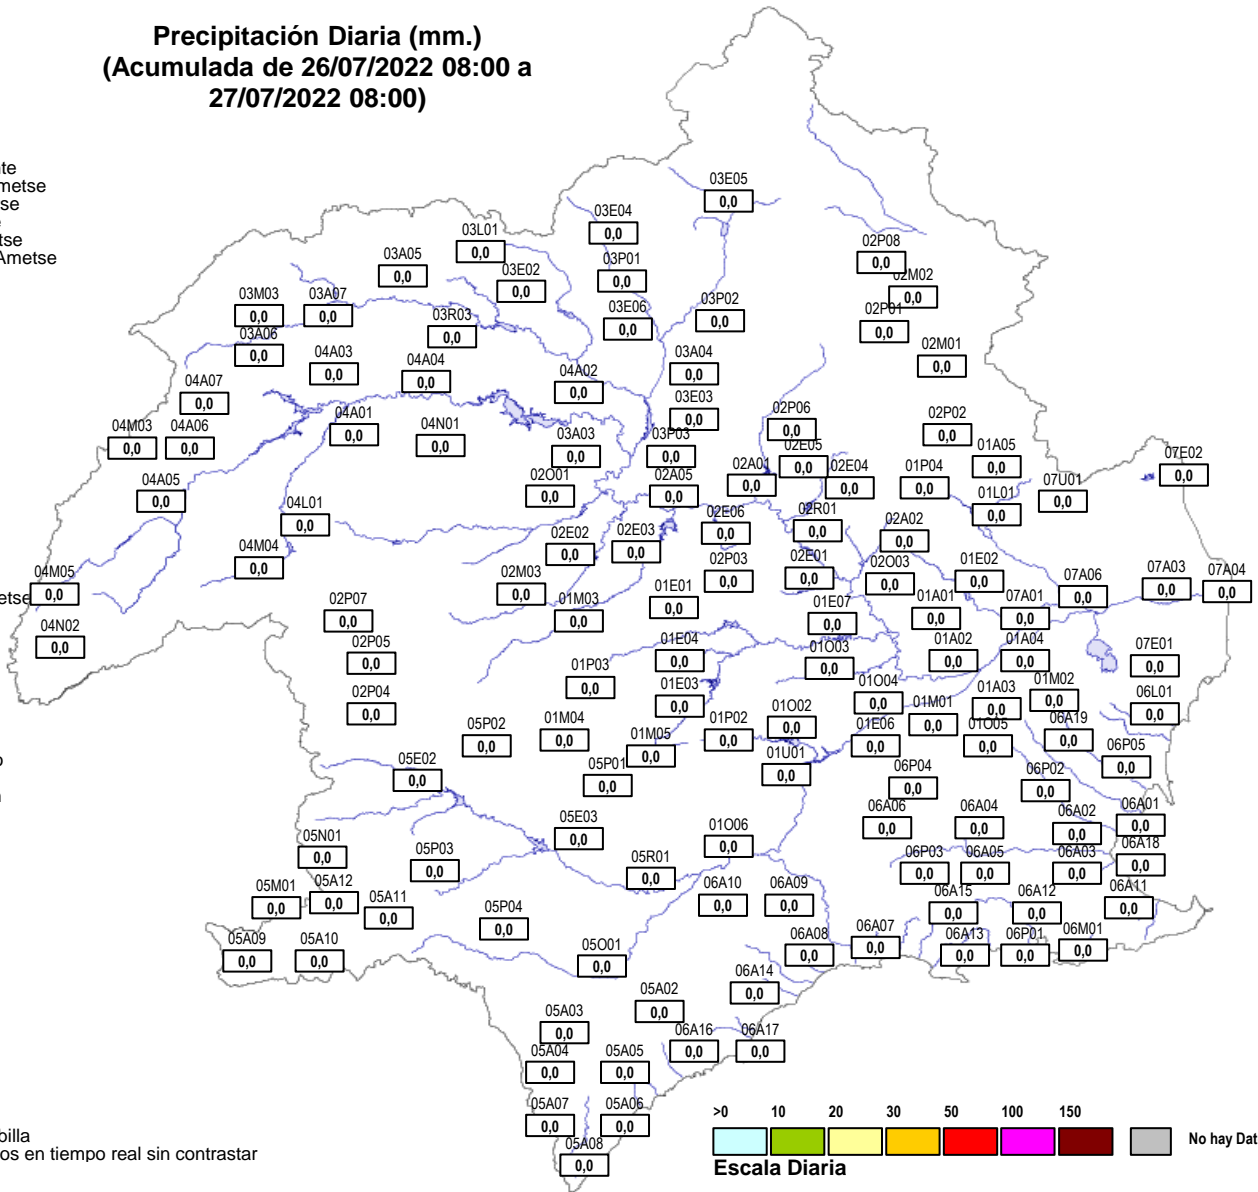 Precipitación Diaria (mm.)
(Acumulada de 26/07/2022 08:00 a
27/07/2022 08:00)
03E05
0,0
03E04
0,0
03L01
0,0
02P08
0,0
03A05
0,0
03P01
0,0
03E02
0,0
02M02
0,0
03M03
0,0
03A07
0,0
03P02
0,0
03E06
0,0
02P01
0,0
03R03
0,0
03A06
0,0
04A03
0,0
03A04
0,0
02M01
0,0
04A04
0,0
04A02
0,0
04A07
0,0
03E03
0,0
02P06
0,0
04A01
0,0
02P02
0,0
04M03
0,0
04A06
0,0
04N01
0,0
03A03
0,0
03P03
0,0
02E05
0,0
01A05
0,0
07E02
0,0
02O01
0,0
02A05
0,0
02A01
0,0
02E04
0,0
01P04
0,0
07U01
0,0
04A05
0,0
01L01
0,0
04L01
0,0
02E06
0,0
02R01
0,0
02A02
0,0
02E02
0,0
02E03
0,0
04M04
0,0
02P03
0,0
02E01
0,0
02O03
0,0
01E02
0,0
04M05
0,0
02M03
0,0
07A06
0,0
07A03
0,0
07A04
0,0
02P07
0,0
01M03
0,0
01E01
0,0
01E07
0,0
01A01
0,0
07A01
0,0
04N02
0,0
02P05
0,0
01E04
0,0
01O03
0,0
01A02
0,0
01A04
0,0
07E01
0,0
01P03
0,0
02P04
0,0
01E03
0,0
01O04
0,0
01A03
0,0
01M02
0,0
06L01
0,0
05P02
0,0
01M04
0,0
01P02
0,0
01O02
0,0
01M01
0,0
01E06
0,0
01O05
0,0
06A19
0,0
01M05
0,0
05E02
0,0
05P01
0,0
01U01
0,0
06P04
0,0
06P02
0,0
06P05
0,0
05E03
0,0
01O06
0,0
06A06
0,0
06A04
0,0
06A02
0,0
06A01
0,0
05N01
0,0
05P03
0,0
05R01
0,0
06P03
0,0
06A05
0,0
06A03
0,0
06A18
0,0
05M01
0,0
05A12
0,0
05A11
0,0
06A10
0,0
06A09
0,0
06A15
0,0
06A12
0,0
06A11
0,0
05P04
0,0
05A09
0,0
05A10
0,0
05O01
0,0
06A08
0,0
06A07
0,0
06A13
0,0
06P01
0,0
06M01
0,0
06A14
0,0
05A02
0,0
05A03
0,0
06A16
0,0
06A17
0,0
05A04
0,0
05A05
0,0
05A07
0,0
05A06
0,0
05A08
0,0
>0 10 20 30 50 100 150
No hay Dat
Escala Diaria
billa
os en tiempo real sin contrastar
te
metse
se
tse
Ametse
etse